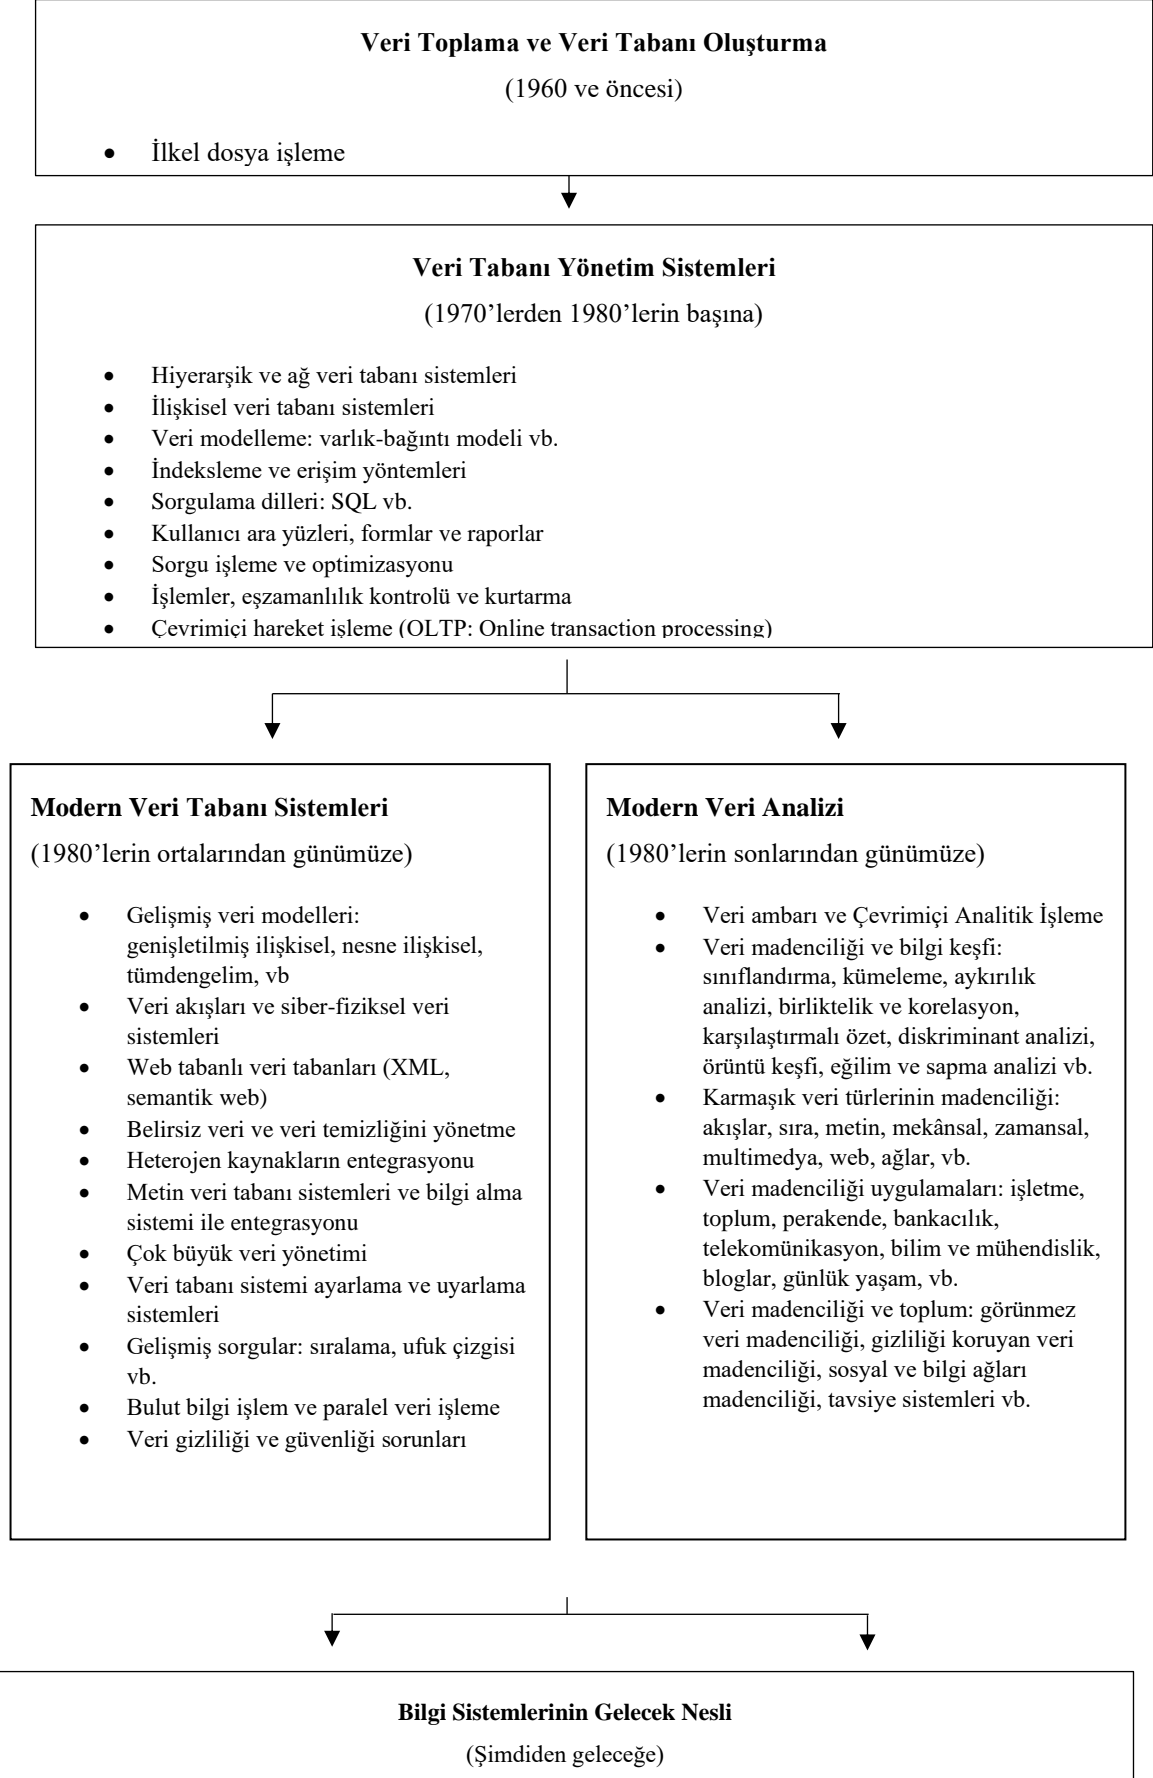 Veri Toplama ve Veri Tabanı Oluşturma
(1960 ve öncesi)
• İlkel dosya işleme
Veri Tabanı Yönetim Sistemleri
(1970’lerden 1980’lerin başına)
• Hiyerarşik ve ağ veri tabanı sistemleri
• İlişkisel veri tabanı sistemleri
• Veri modelleme: varlık-bağıntı modeli vb.
• İndeksleme ve erişim yöntemleri
• Sorgulama dilleri: SQL vb.
• Kullanıcı ara yüzleri, formlar ve raporlar
• Sorgu işleme ve optimizasyonu
• İşlemler, eşzamanlılık kontrolü ve kurtarma
• Çevrimiçi hareket işleme (OLTP: Online transaction processing)
Modern Veri Tabanı Sistemleri
(1980’lerin ortalarından günümüze)
• Gelişmiş veri modelleri:
genişletilmiş ilişkisel, nesne ilişkisel,
tümdengelim, vb
• Veri akışları ve siber-fiziksel veri
sistemleri
• Web tabanlı veri tabanları (XML,
semantik web)
• Belirsiz veri ve veri temizliğini yönetme
• Heterojen kaynakların entegrasyonu
• Metin veri tabanı sistemleri ve bilgi alma
sistemi ile entegrasyonu
• Çok büyük veri yönetimi
• Veri tabanı sistemi ayarlama ve uyarlama
sistemleri
• Gelişmiş sorgular: sıralama, ufuk çizgisi
vb.
• Bulut bilgi işlem ve paralel veri işleme
• Veri gizliliği ve güvenliği sorunları
Modern Veri Analizi
(1980’lerin sonlarından günümüze)
• Veri ambarı ve Çevrimiçi Analitik İşleme
• Veri madenciliği ve bilgi keşfi:
sınıflandırma, kümeleme, aykırılık
analizi, birliktelik ve korelasyon,
karşılaştırmalı özet, diskriminant analizi,
örüntü keşfi, eğilim ve sapma analizi vb.
• Karmaşık veri türlerinin madenciliği:
akışlar, sıra, metin, mekânsal, zamansal,
multimedya, web, ağlar, vb.
• Veri madenciliği uygulamaları: işletme,
toplum, perakende, bankacılık,
telekomünikasyon, bilim ve mühendislik,
bloglar, günlük yaşam, vb.
• Veri madenciliği ve toplum: görünmez
veri madenciliği, gizliliği koruyan veri
madenciliği, sosyal ve bilgi ağları
madenciliği, tavsiye sistemleri vb.
Bilgi Sistemlerinin Gelecek Nesli
(Şimdiden geleceğe)